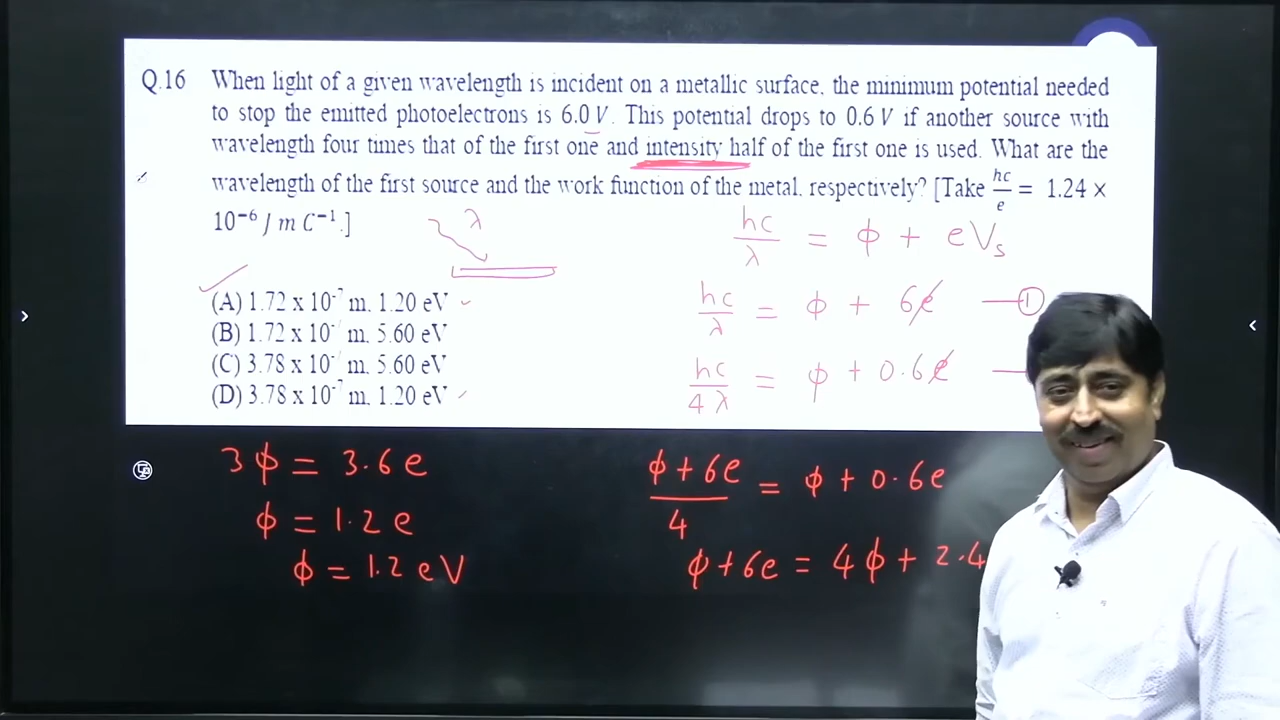 Q.16 When light of a given wavelength is incident on a metallic surface, the minimum potential needed
to stop the emitted photoelectrons is 6.0 V. This potential drops to 0.6 V if another source with
wavelength four times that of the first one and intensity half of the first one is used. What are the
wavelength of the first source and the work function of the metal, respectively? [Take hc/e = 1.24 ×
10⁻⁶ J m C⁻¹.]
λ
hc/λ = ϕ + eVs
(A) 1.72 x 10⁻⁷ m, 1.20 eV
hc/λ = ϕ + 6e —①
(B) 1.72 x 10⁻⁷ m, 5.60 eV
(C) 3.78 x 10⁻⁷ m, 5.60 eV
hc/4λ = ϕ + 0.6e —
(D) 3.78 x 10⁻⁷ m, 1.20 eV
3ϕ = 3.6e
ϕ = 1.2e
ϕ = 1.2 eV
ϕ + 6e/4 = ϕ + 0.6e
ϕ + 6e = 4ϕ + 2.4